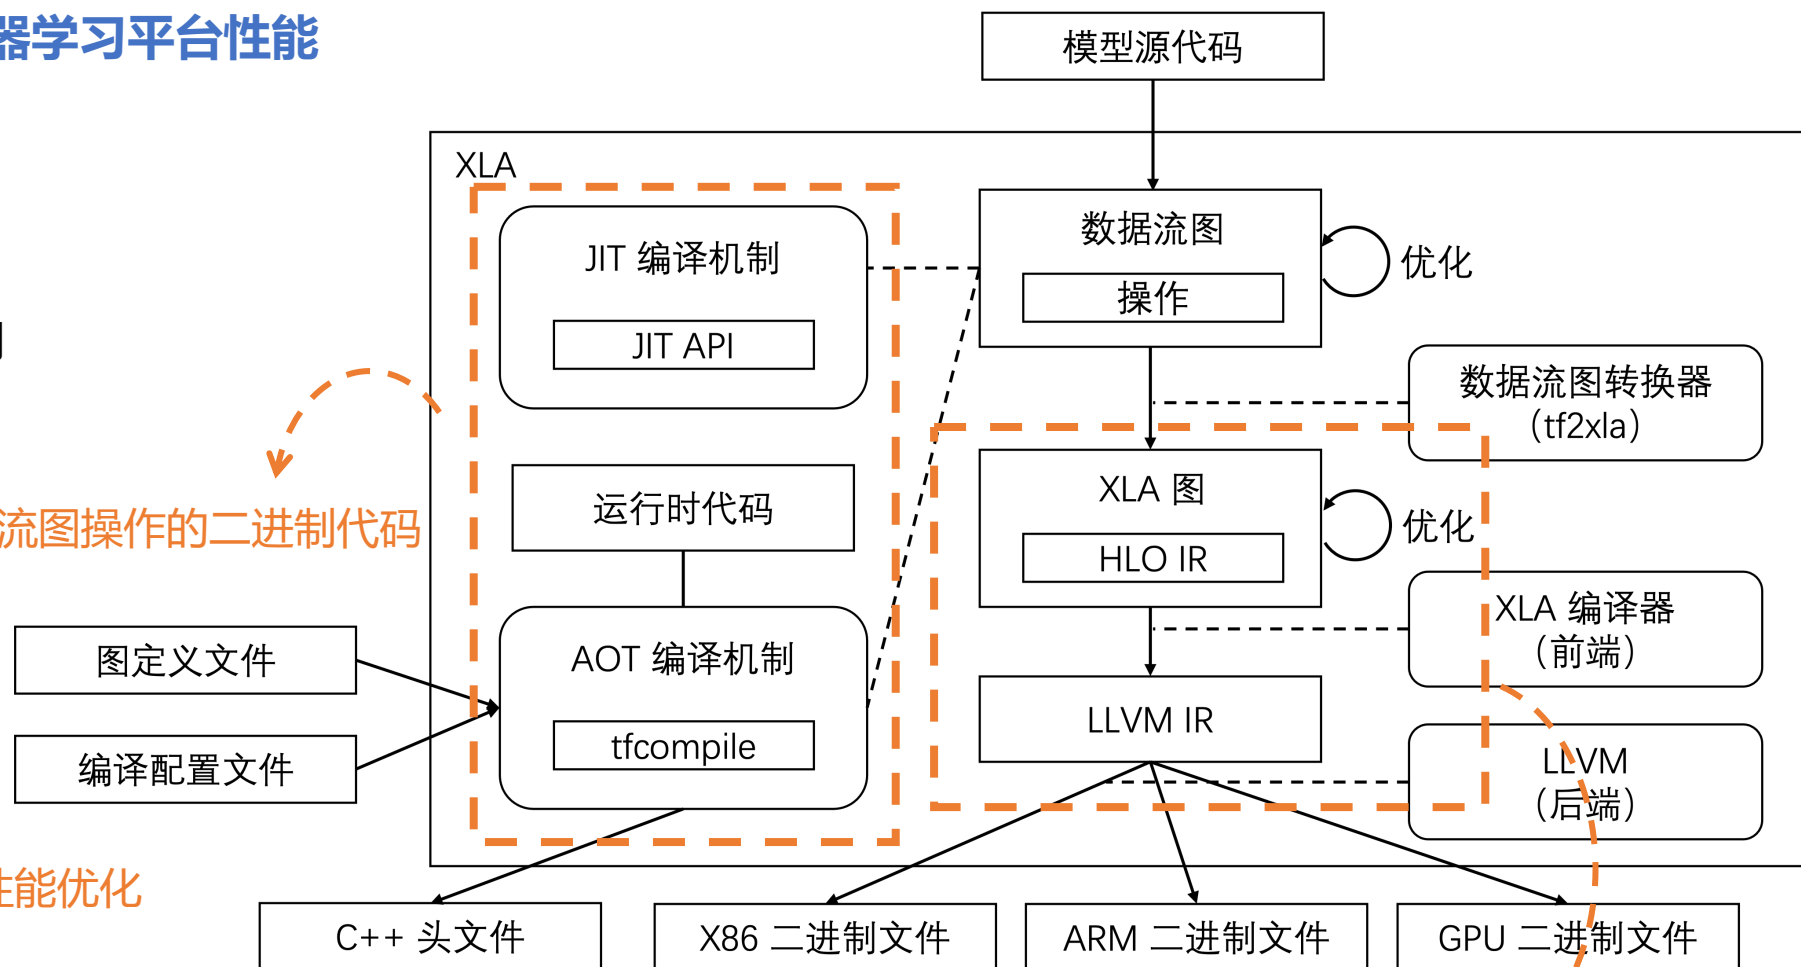 器学习平台性能
模型源代码
XLA
JIT 编译机制
JIT API
数据流图
操作
优化
数据流图转换器
（tf2xla）
运行时代码
XLA 图
HLO IR
优化
流图操作的二进制代码
XLA 编译器
（前端）
图定义文件
AOT 编译机制
tfcompile
LLVM IR
编译配置文件
LLVM
（后端）
性能优化
C++ 头文件
X86 二进制文件
ARM 二进制文件
GPU 二进制文件